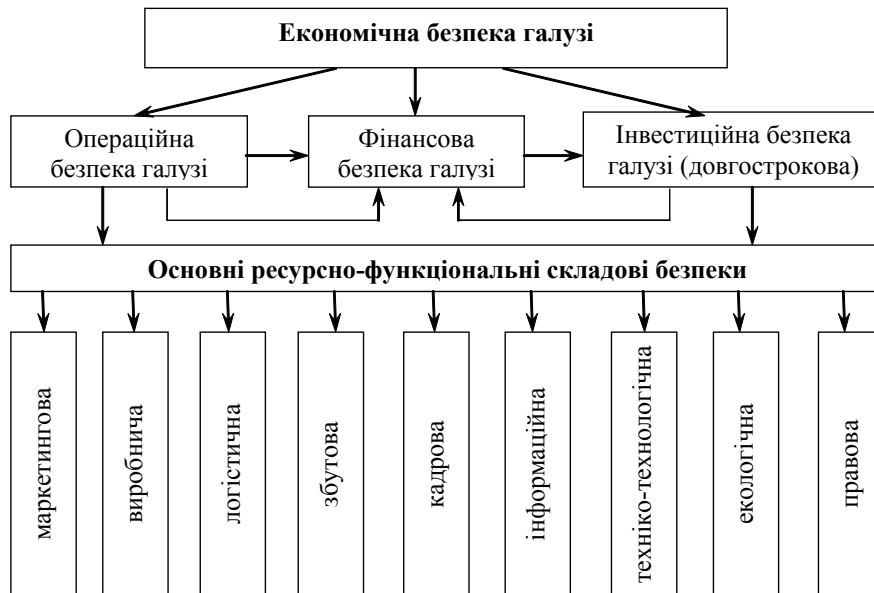 Економічна безпека галузі
Операційна
безпека галузі
Фінансова
безпека галузі
Інвестиційна безпека
галузі (довгострокова)
Основні ресурсно-функціональні складові безпеки
маркетингова
виробнича
логістична
збутова
кадрова
інформаційна
техніко-технологічна
екологічна
правова